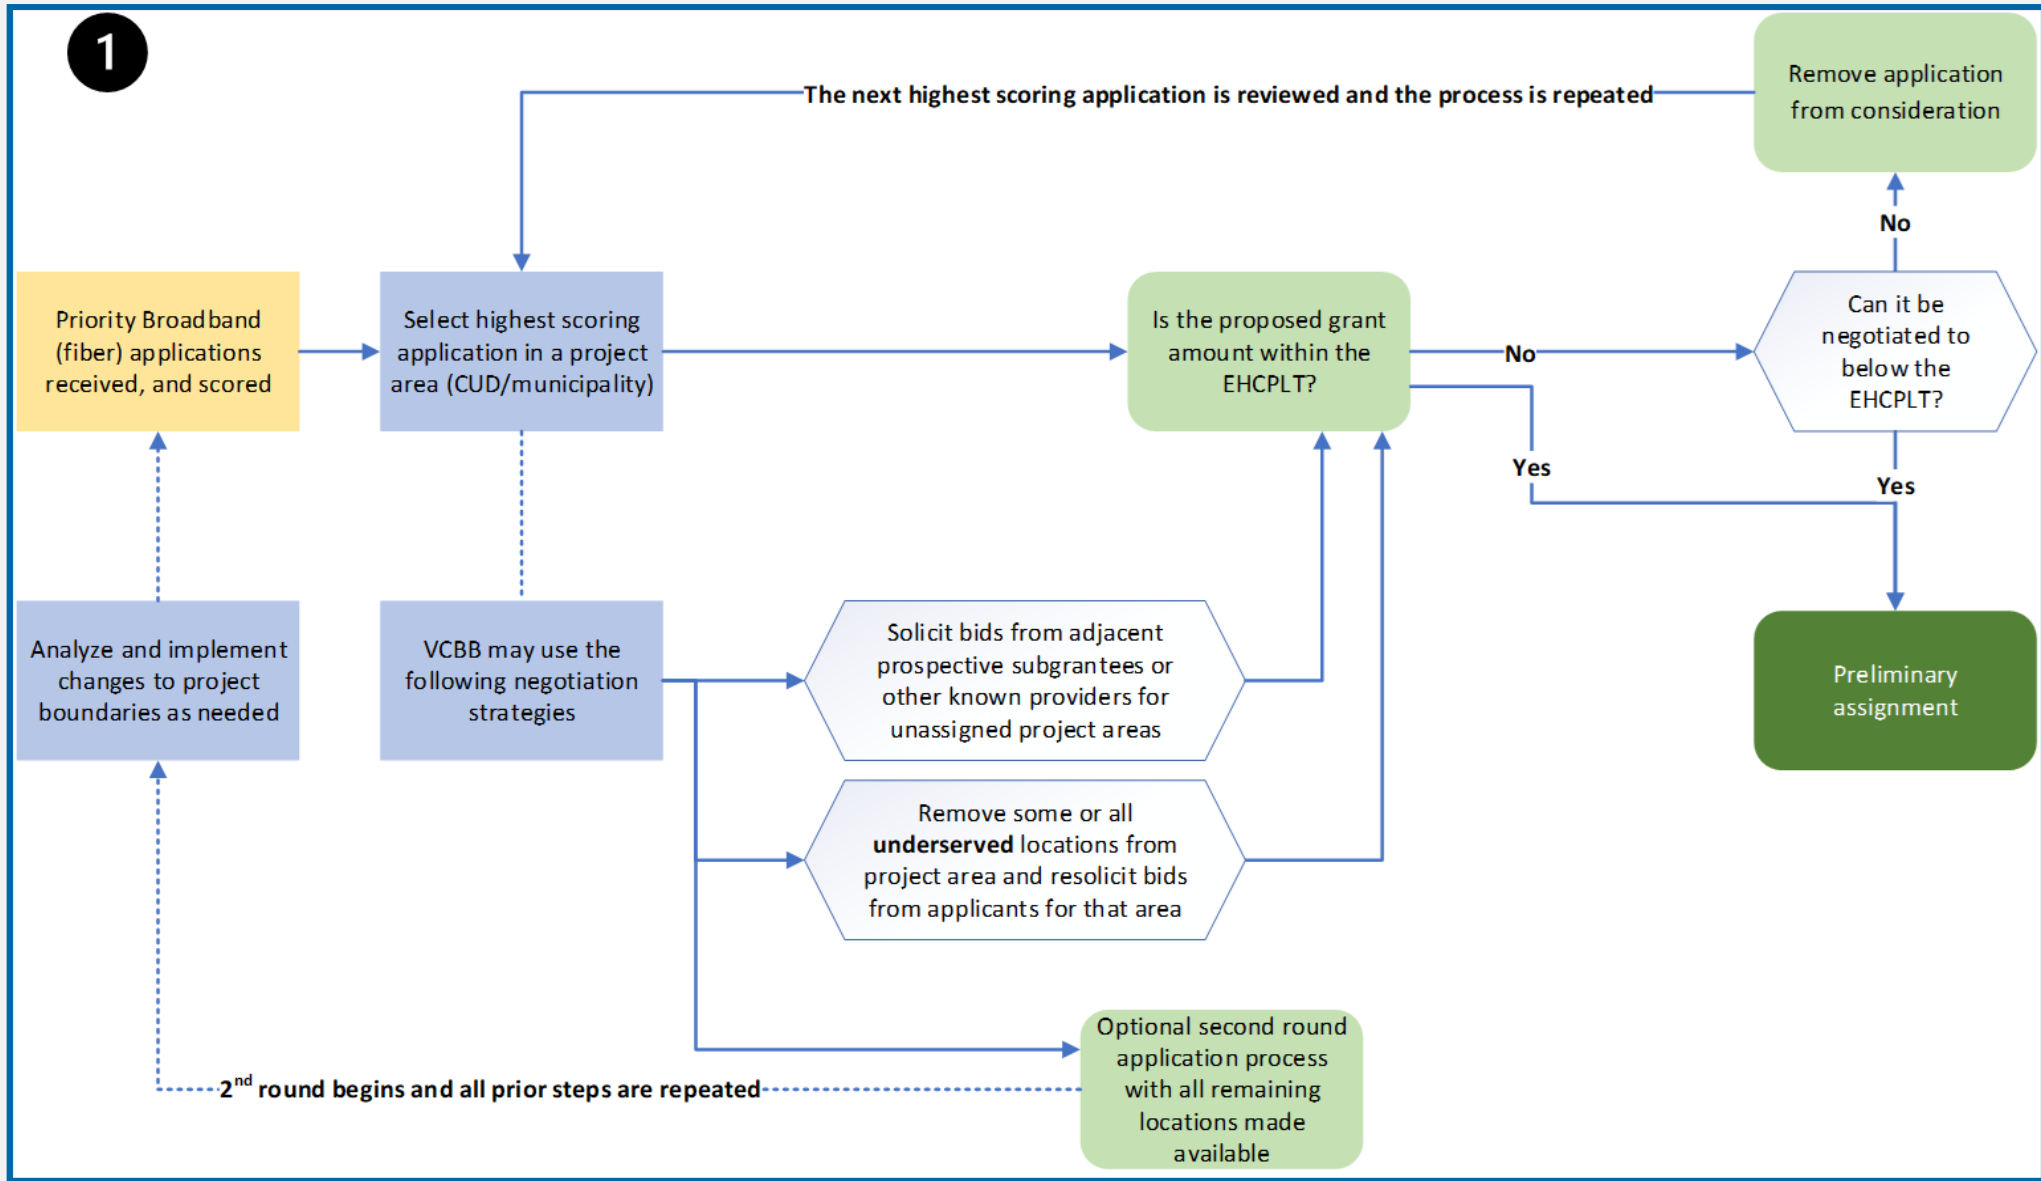 1
Remove application
from consideration
The next highest scoring application is reviewed and the process is repeated
No
Priority Broadband
(fiber) applications
received, and scored
Select highest scoring
application in a project
area (CUD/municipality)
Is the proposed grant
amount within the
EHCPLT?
No
Can it be
negotiated to
below the
EHCPLT?
Yes
Yes
Analyze and implement
changes to project
boundaries as needed
VCBB may use the
following negotiation
strategies
Solicit bids from adjacent
prospective subgrantees or
other known providers for
unassigned project areas
Preliminary
assignment
Remove some or all
underserved locations from
project area and resolicit bids
from applicants for that area
Optional second round
application process
with all remaining
locations made
available
2nd round begins and all prior steps are repeated